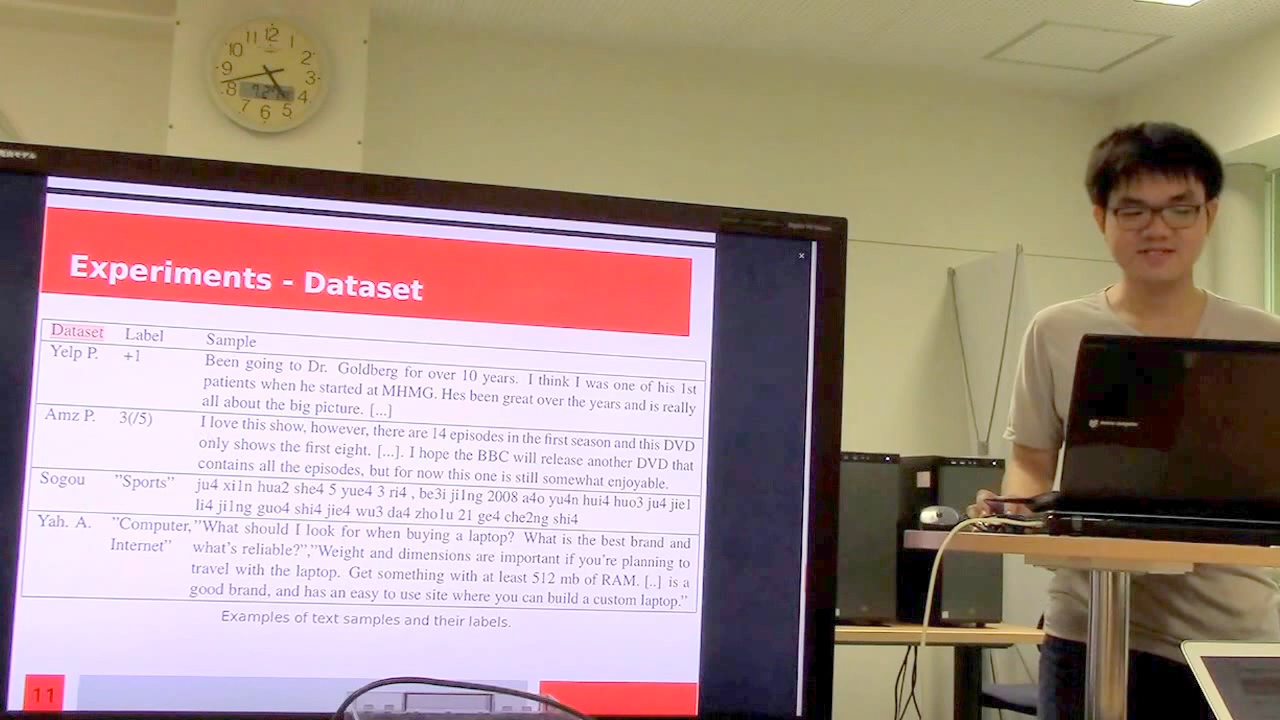 12
11 1
10 2
9 3
8 4
7 5
6
Experiments - Dataset
Dataset Label Sample
Yelp P. +1 Been going to Dr. Goldberg for over 10 years. I think I was one of his 1st
patients when he started at MHMG. Hes been great over the years and is really
all about the big picture. [...]
Amz P. 3(/5) I love this show, however, there are 14 episodes in the first season and this DVD
only shows the first eight. [...]. I hope the BBC will release another DVD that
contains all the episodes, but for now this one is still somewhat enjoyable.
Sogou "Sports" ju4 xi1n hua2 she4 5 yue4 3 ri4 , be3i ji1ng 2008 a4o yu4n hui4 huo3 ju4 jie1
li4 ji1ng guo4 shi4 jie4 wu3 da4 zho1u 21 ge4 che2ng shi4
Yah. A. "Computer, "What should I look for when buying a laptop? What is the best brand and
Internet" what's reliable?","Weight and dimensions are important if you're planning to
travel with the laptop. Get something with at least 512 mb of RAM. [..] is a
good brand, and has an easy to use site where you can build a custom laptop."
Examples of text samples and their labels.
11